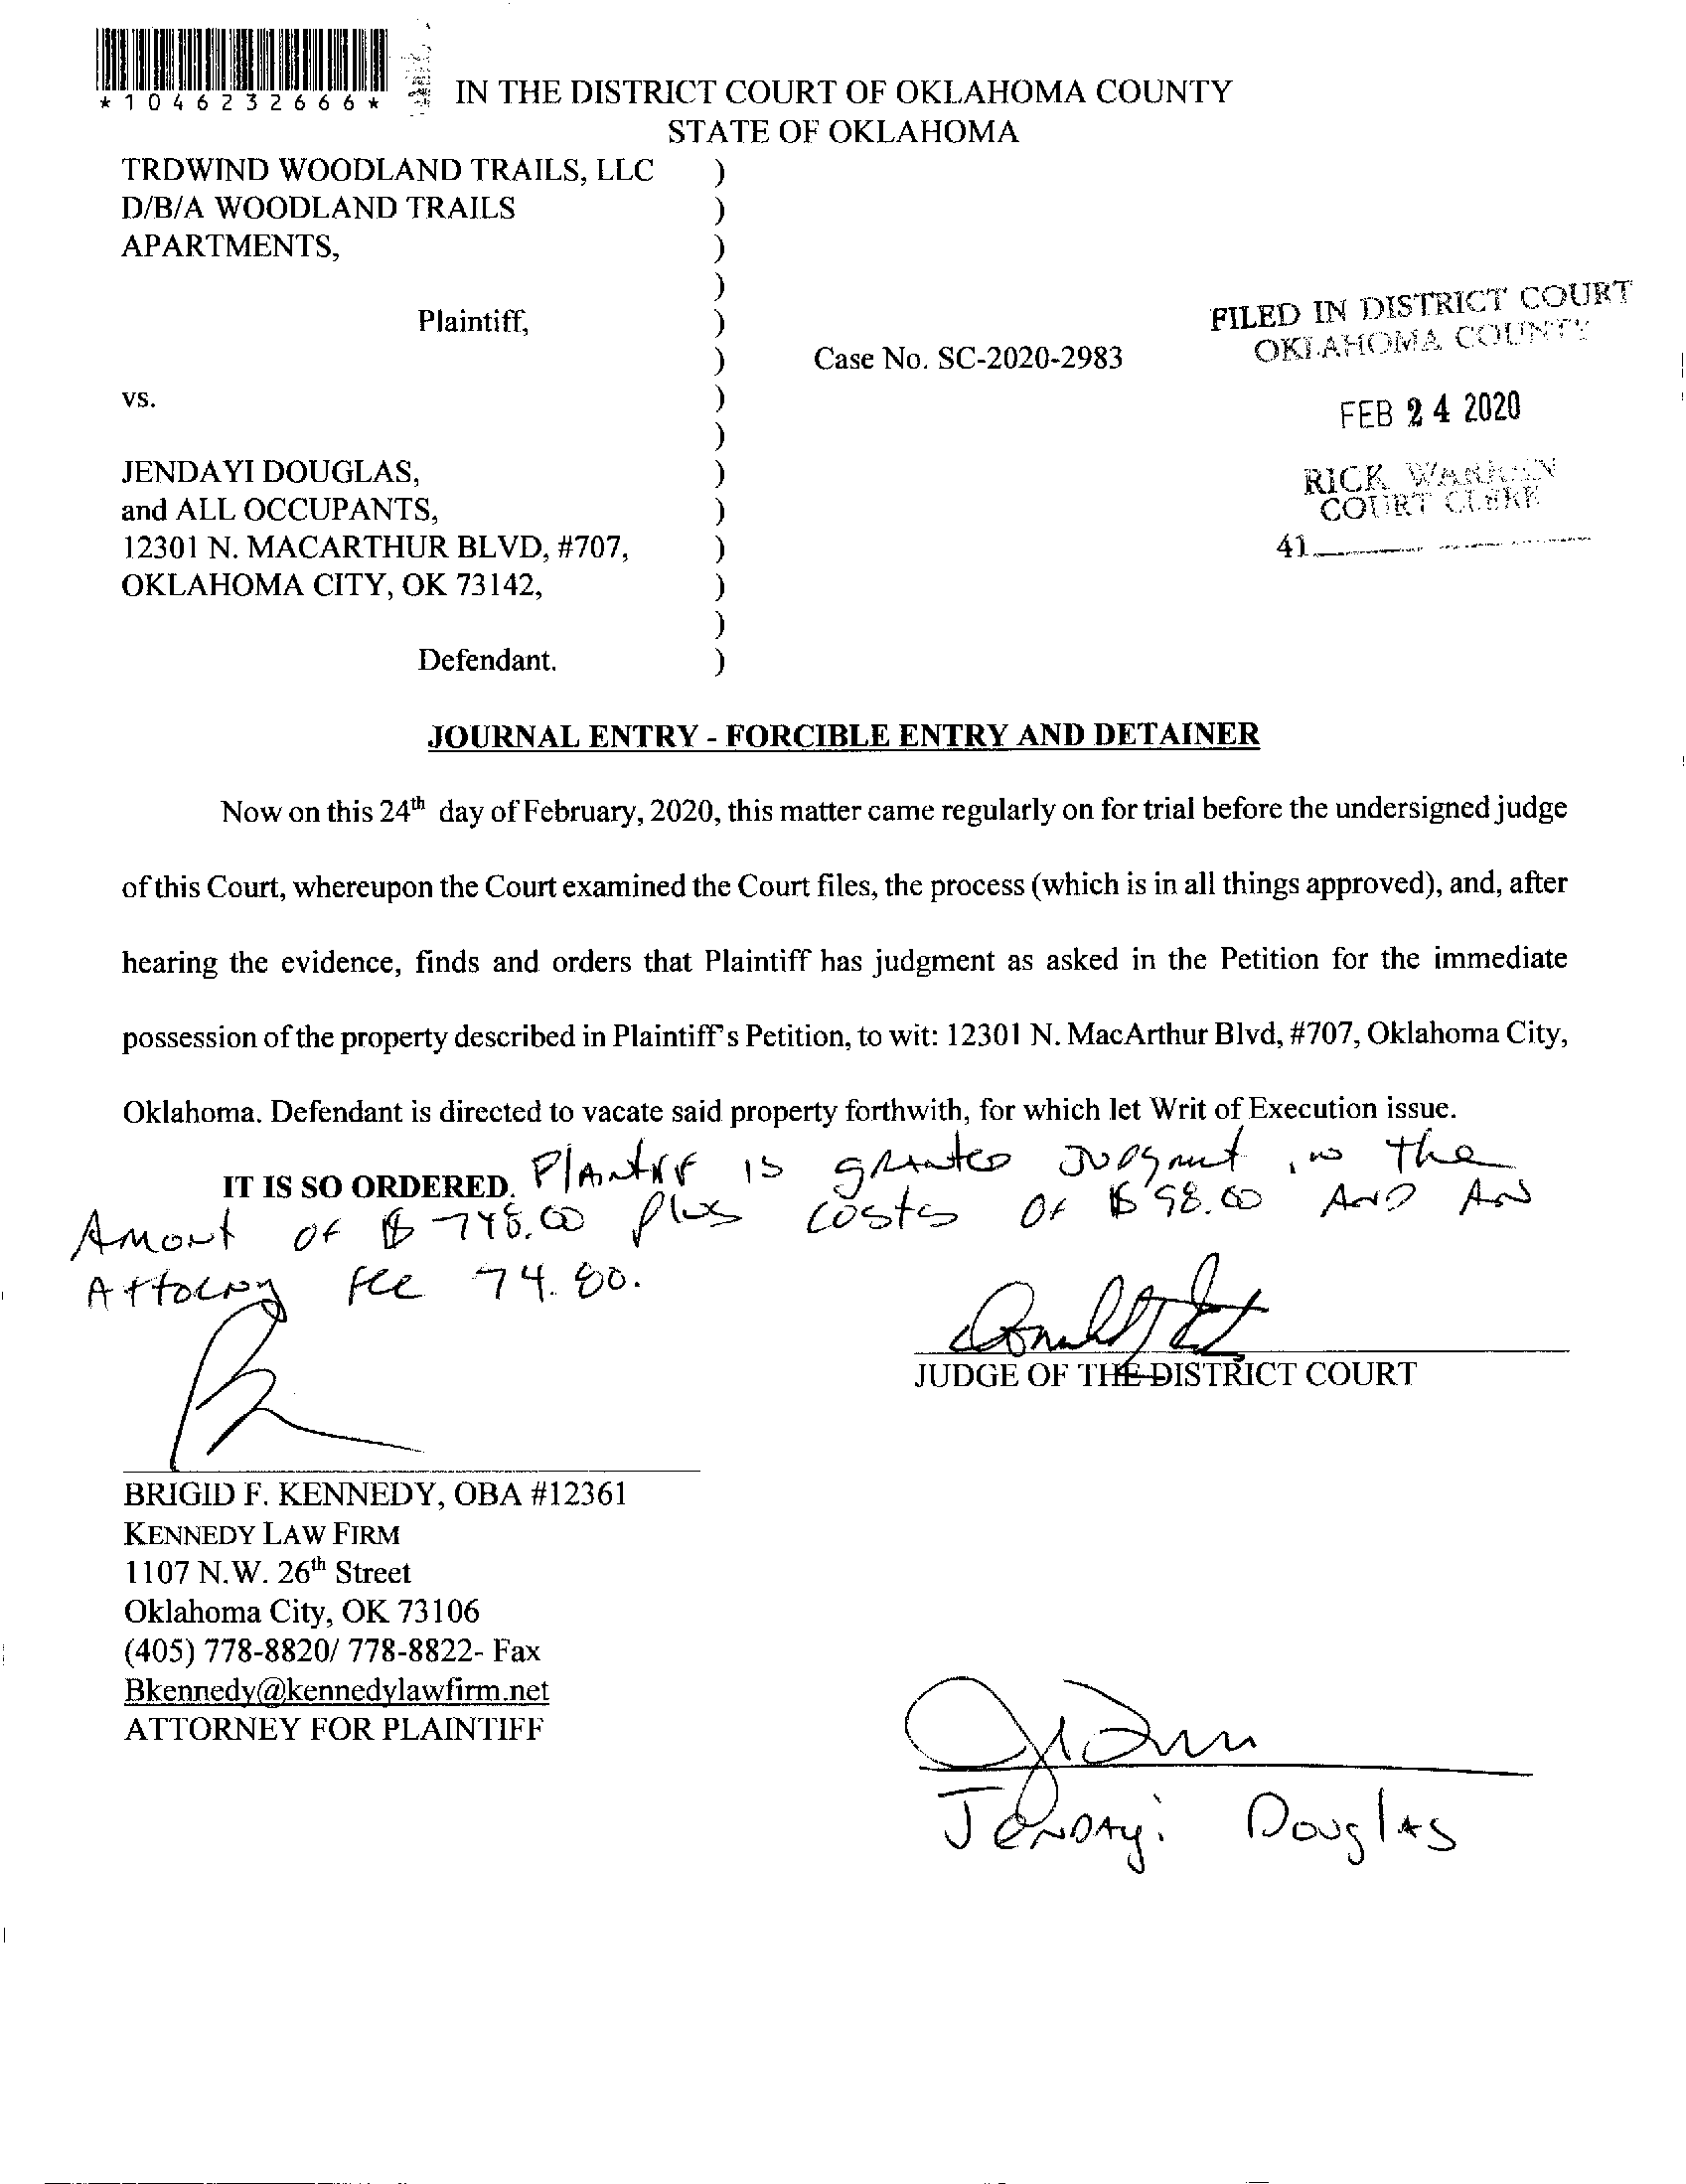 *1046232666*
IN THE DISTRICT COURT OF OKLAHOMA COUNTY
STATE OF OKLAHOMA
TRDWIND WOODLAND TRAILS, LLC )
D/B/A WOODLAND TRAILS )
APARTMENTS, )
)
Plaintiff, )
) Case No. SC-2020-2983
vs. )
)
JENDAYI DOUGLAS, )
and ALL OCCUPANTS, )
12301 N. MACARTHUR BLVD, #707, )
OKLAHOMA CITY, OK 73142, )
)
Defendant. )
FILED IN DISTRICT COURT
OKLAHOMA COUNTY
FEB 24 2020
RICK WARREN
COURT CLERK
41
JOURNAL ENTRY - FORCIBLE ENTRY AND DETAINER
Now on this 24th day of February, 2020, this matter came regularly on for trial before the undersigned judge
of this Court, whereupon the Court examined the Court files, the process (which is in all things approved), and, after
hearing the evidence, finds and orders that Plaintiff has judgment as asked in the Petition for the immediate
possession of the property described in Plaintiff's Petition, to wit: 12301 N. MacArthur Blvd, #707, Oklahoma City,
Oklahoma. Defendant is directed to vacate said property forthwith, for which let Writ of Execution issue.
IT IS SO ORDERED. Plantiff is granted Judgmut in the
Amont of $ 748.00 plus costs of $ 98.00 AND AN
Attorny fee 74.80.
JUDGE OF THE DISTRICT COURT
BRIGID F. KENNEDY, OBA #12361
KENNEDY LAW FIRM
1107 N.W. 26th Street
Oklahoma City, OK 73106
(405) 778-8820/ 778-8822- Fax
Bkennedy@kennedylawfirm.net
ATTORNEY FOR PLAINTIFF
Jendayi Douglas